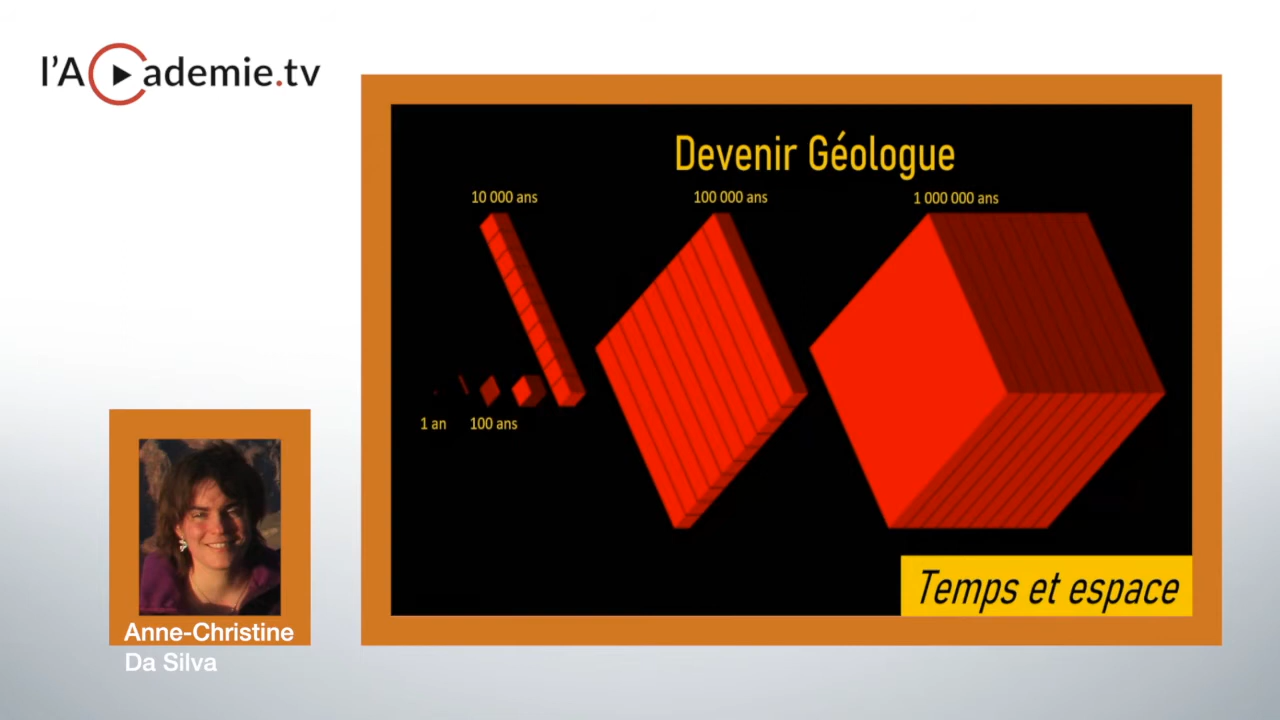 l'Academie.tv
Devenir Géologue
10 000 ans
100 000 ans
1 000 000 ans
1 an
100 ans
Temps et espace
Anne-Christine
Da Silva